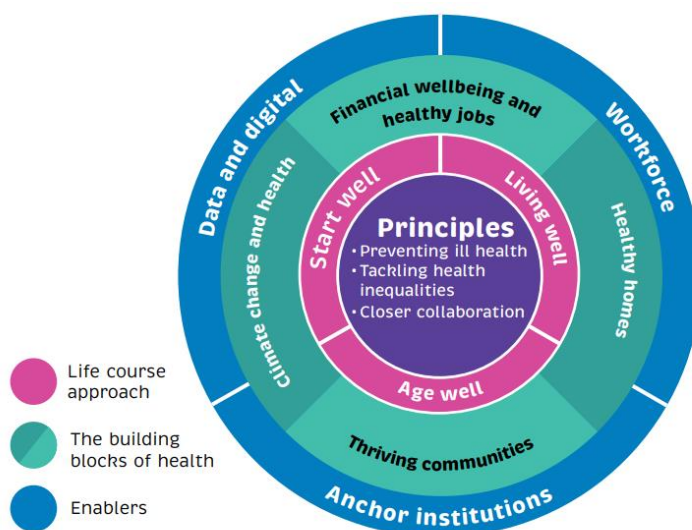 Data and digital
Workforce
Anchor institutions
Financial wellbeing and
healthy jobs
Healthy homes
Thriving communities
Climate change and health
Start well
Living well
Age well
Principles
• Preventing ill health
• Tackling health
inequalities
• Closer collaboration
Life course
approach
The building
blocks of health
Enablers